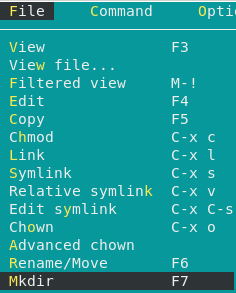 File Command Opti
View F3
View file...
Filtered view M-!
Edit F4
Copy F5
Chmod C-x c
Link C-x l
Symlink C-x s
Relative symlink C-x v
Edit symlink C-x C-s
Chown C-x o
Advanced chown
Rename/Move F6
Mkdir F7